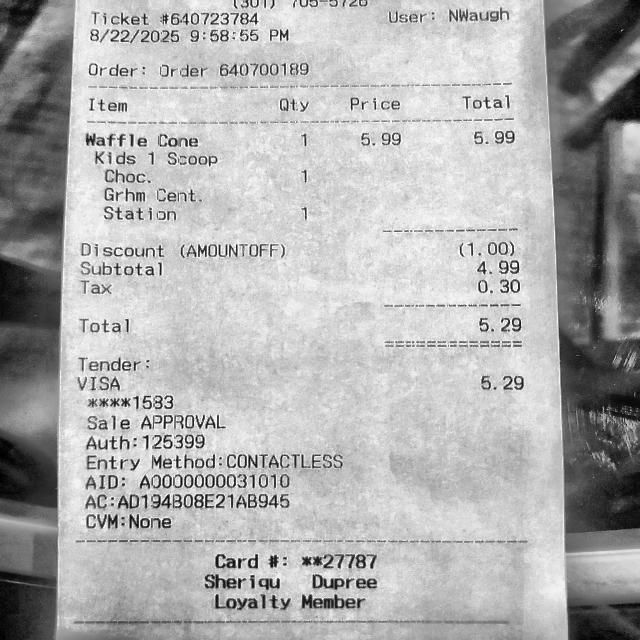 (301) 705-5726
Ticket #640723784 User: NWaugh
8/22/2025 9:58:55 PM
Order: Order 640700189
Item Qty Price Total
Waffle Cone 1 5.99 5.99
Kids 1 Scoop
Choc. 1
Grhm Cent.
Station 1
Discount (AMOUNTOFF) (1.00)
Subtotal 4.99
Tax 0.30
Total 5.29
Tender:
VISA 5.29
****1583
Sale APPROVAL
Auth:125399
Entry Method:CONTACTLESS
AID: A0000000031010
AC:AD194B08E21AB945
CVM:None
Card #: **27787
Sheriqu Dupree
Loyalty Member